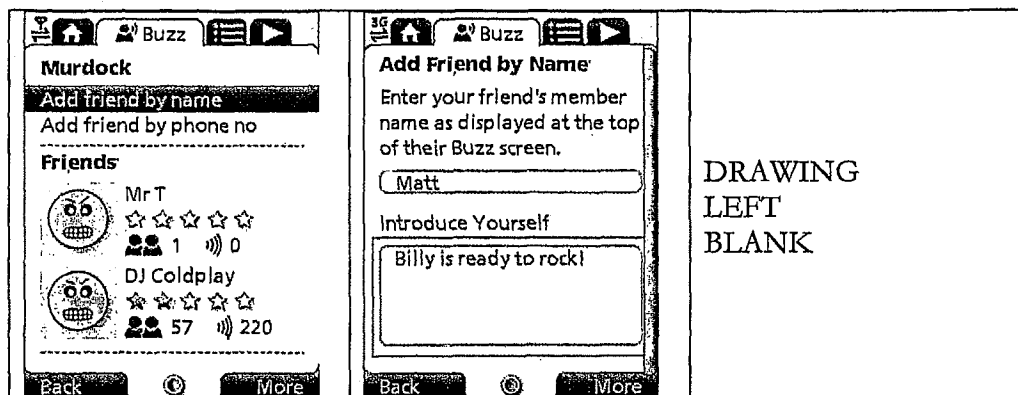 Buzz
Murdock
Add friend by name
Add friend by phone no
Friends
Mr T
1 0
DJ Coldplay
57 220
Back More
3G
Buzz
Add Friend by Name
Enter your friend's member
name as displayed at the top
of their Buzz screen.
Matt
Introduce Yourself
Billy is ready to rock!
Back More
DRAWING
LEFT
BLANK